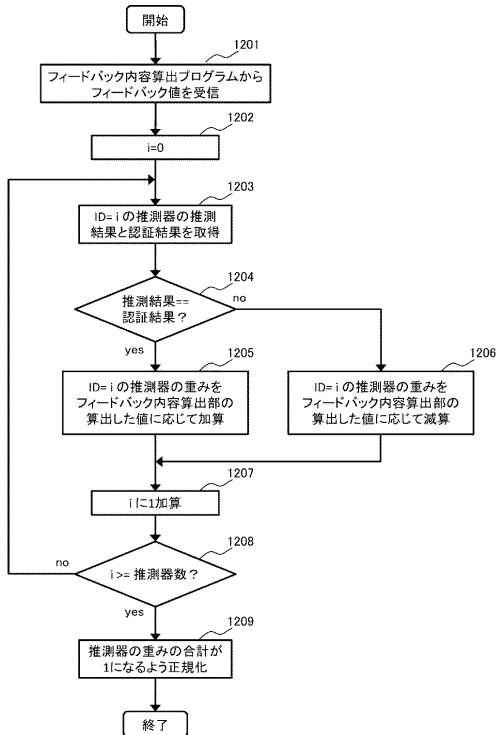 開始
1201
フィードバック内容算出プログラムから
フィードバック値を受信
1202
i=0
1203
ID= i の推測器の推測
結果と認証結果を取得
1204
推測結果==
認証結果？
no
yes
1205
ID= i の推測器の重みを
フィードバック内容算出部の
算出した値に応じて加算
1206
ID= i の推測器の重みを
フィードバック内容算出部の
算出した値に応じて減算
1207
i に1加算
1208
i >= 推測器数？
no
yes
1209
推測器の重みの合計が
1になるよう正規化
終了